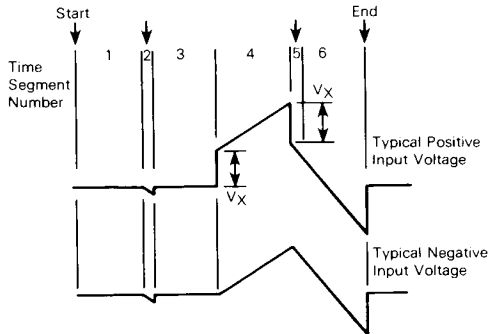 Start
End
1 2 3 4 5 6
Time
Segment
Number
VX
Typical Positive
Input Voltage
VX
Typical Negative
Input Voltage